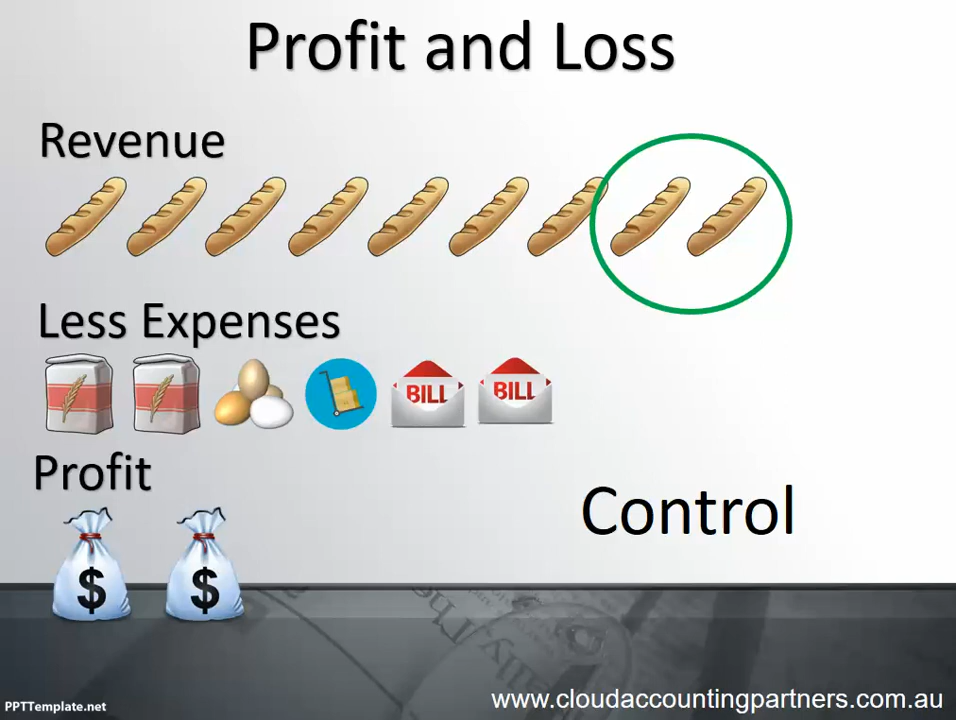 Profit and Loss
Revenue
Less Expenses
BILL
BILL
Profit
$
$
Control
www.cloudaccountingpartners.com.au
PPTTemplate.net